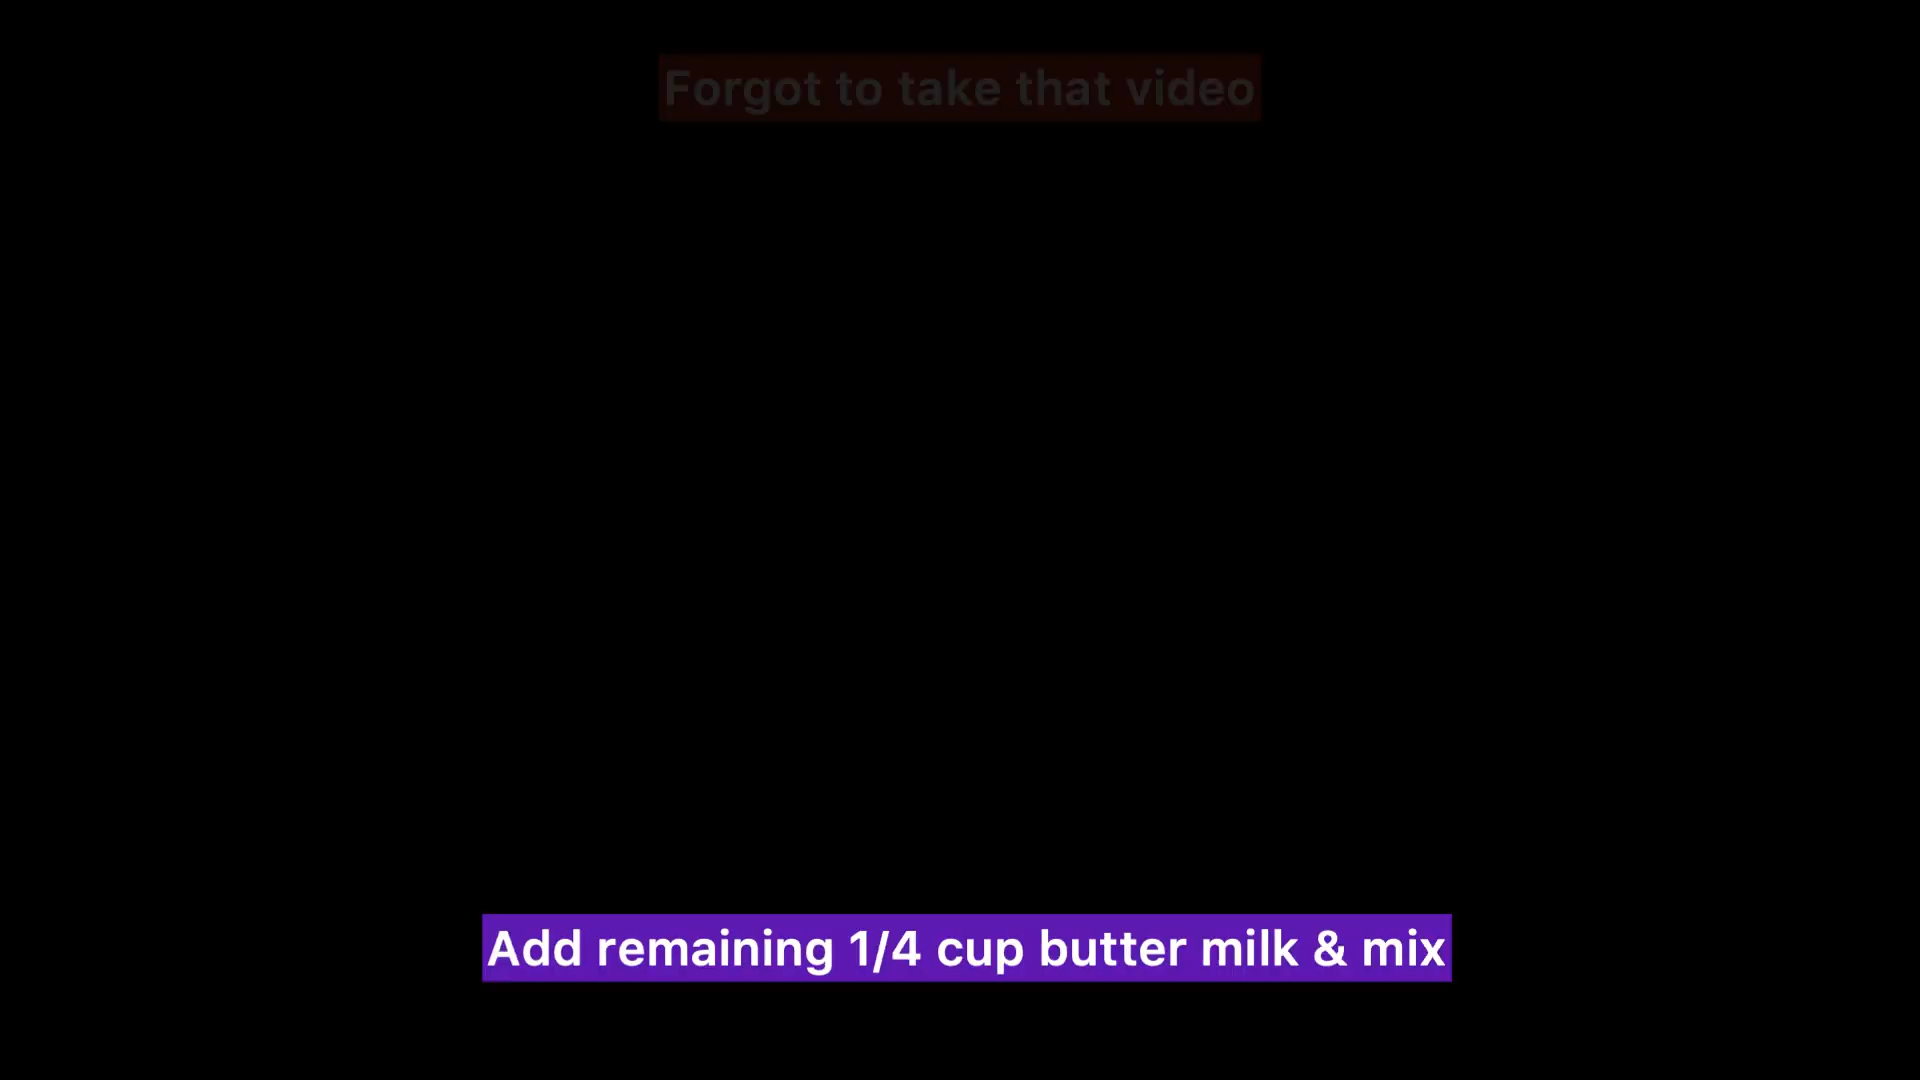 Forgot to take that video
Add remaining 1/4 cup butter milk & mix